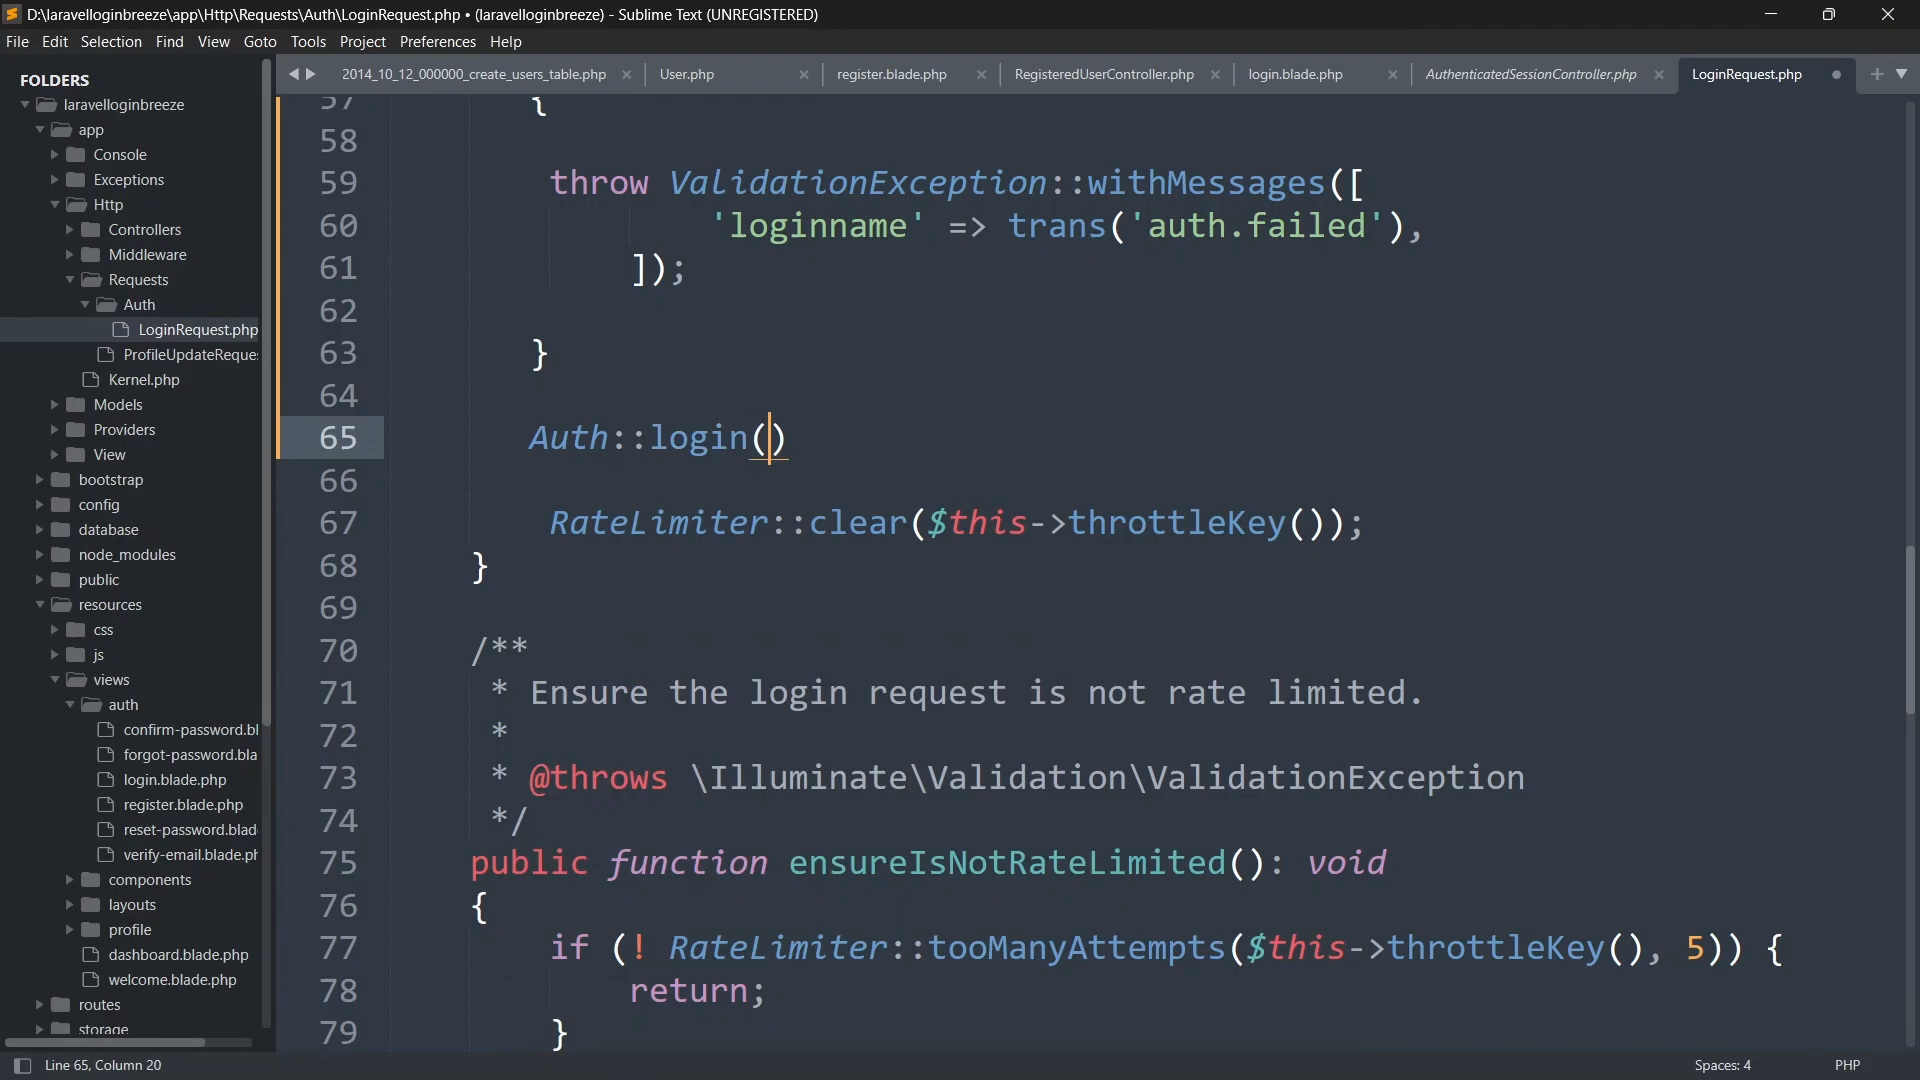 D:\laravelloginbreeze\app\Http\Requests\Auth\LoginRequest.php • (laravelloginbreeze) - Sublime Text (UNREGISTERED)
File Edit Selection Find View Goto Tools Project Preferences Help
2014_10_12_000000_create_users_table.php × User.php × register.blade.php × RegisteredUserController.php × login.blade.php × AuthenticatedSessionController.php × LoginRequest.php
FOLDERS
laravelloginbreeze
app
Console
Exceptions
Http
Controllers
Middleware
Requests
Auth
LoginRequest.php
ProfileUpdateReques
Kernel.php
Models
Providers
View
bootstrap
config
database
node_modules
public
resources
css
js
views
auth
confirm-password.bl
forgot-password.bla
login.blade.php
register.blade.php
reset-password.blad
verify-email.blade.ph
components
layouts
profile
dashboard.blade.php
welcome.blade.php
routes
storage
57 {
58
59 throw ValidationException::withMessages([
60 'loginname' => trans('auth.failed'),
61 ]);
62
63 }
64
65 Auth::login()
66
67 RateLimiter::clear($this->throttleKey());
68 }
69
70 /**
71 * Ensure the login request is not rate limited.
72 *
73 * @throws \Illuminate\Validation\ValidationException
74 */
75 public function ensureIsNotRateLimited(): void
76 {
77 if (! RateLimiter::tooManyAttempts($this->throttleKey(), 5)) {
78 return;
79 }
Line 65, Column 20
Spaces: 4
PHP